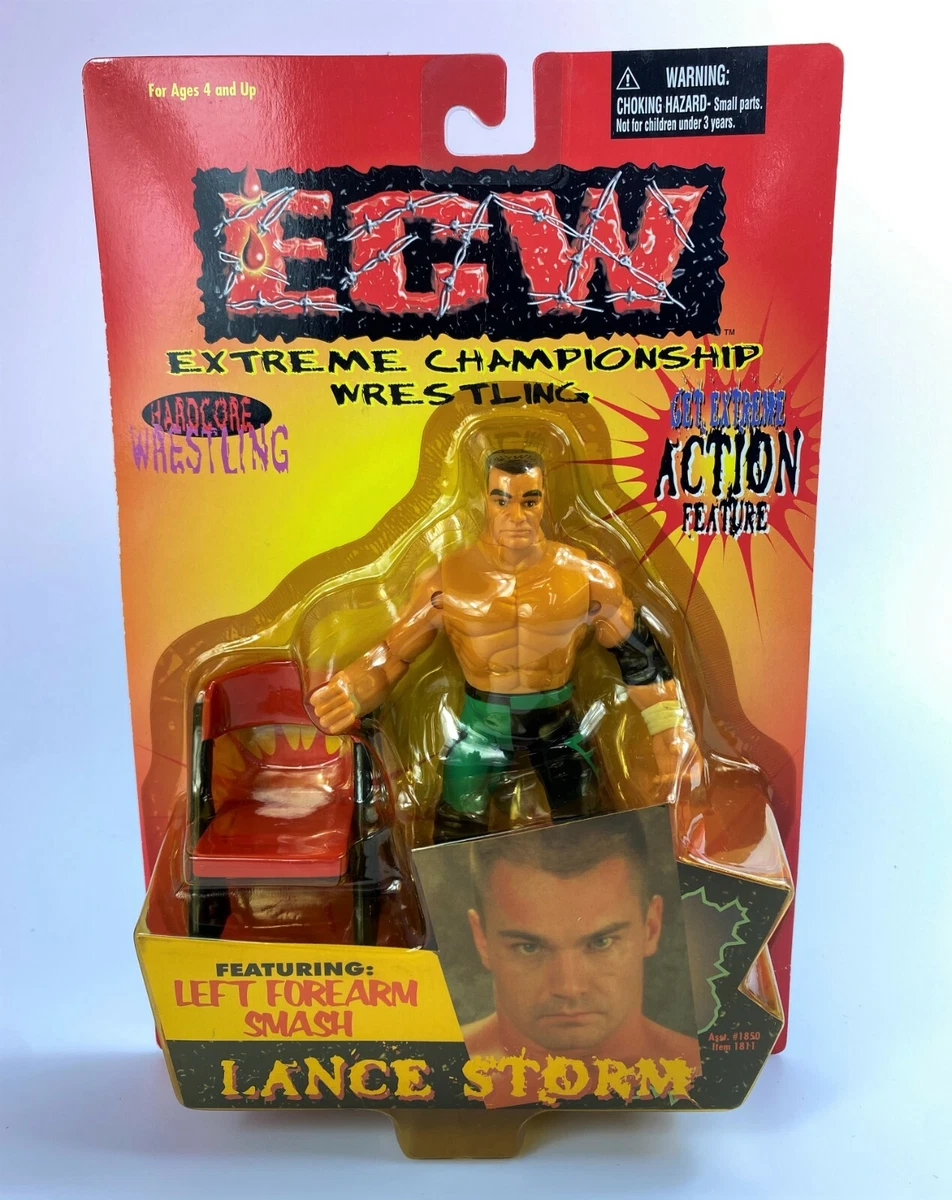 For Ages 4 and Up
WARNING:
CHOKING HAZARD- Small parts.
Not for children under 3 years.
ECW
TM
EXTREME CHAMPIONSHIP
WRESTLING
HARDCORE
WRESTLING
GET EXTREME
ACTION
FEATURE
FEATURING:
LEFT FOREARM
SMASH
Asst. #1850
Item 1811
LANCE STORM